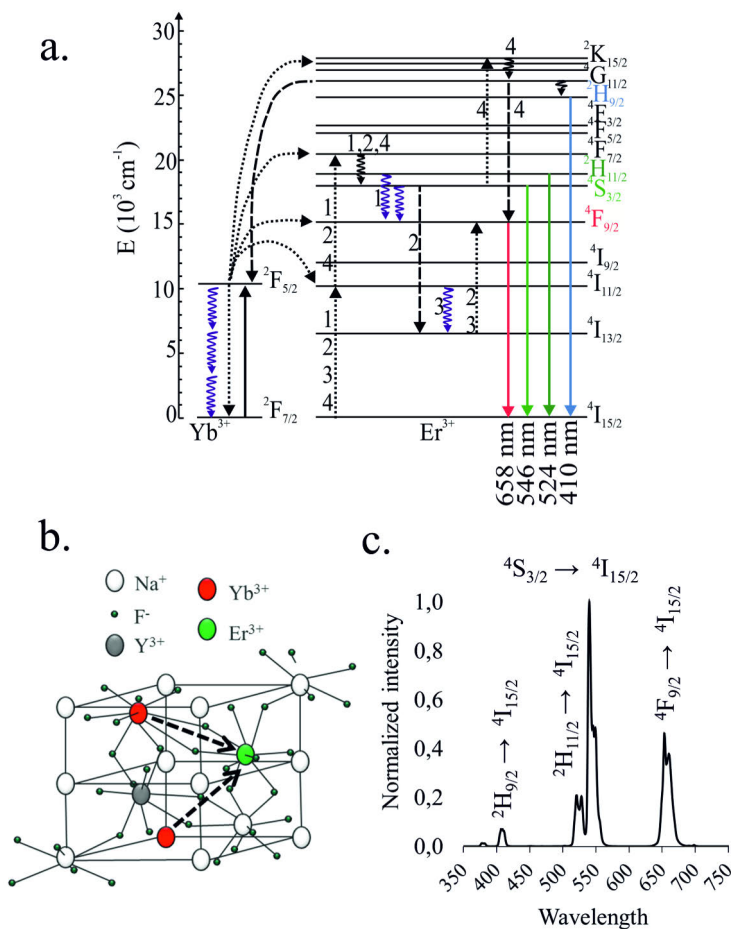 a.
E (10³ cm⁻¹)
30
25
20
15
10
5
0
²F₅/₂
²F₇/₂
Yb³⁺
Er³⁺
1,2,4
1
2
4
1
2
3
4
1
2
3
2
3
4
4
4
²K₁₅/₂
⁴G₁₁/₂
²H₉/₂
⁴F₃/₂
⁴F₅/₂
⁴F₇/₂
²H₁₁/₂
⁴S₃/₂
⁴F₉/₂
⁴I₉/₂
⁴I₁₁/₂
⁴I₁₃/₂
⁴I₁₅/₂
658 nm
546 nm
524 nm
410 nm
b.
Na⁺
F⁻
Y³⁺
Yb³⁺
Er³⁺
c.
⁴S₃/₂ → ⁴I₁₅/₂
²H₉/₂ → ⁴I₁₅/₂
²H₁₁/₂ → ⁴I₁₅/₂
⁴F₉/₂ → ⁴I₁₅/₂
Normalized intensity
1,0
0,8
0,6
0,4
0,2
0,0
350 400 450 500 550 600 650 700 750
Wavelength